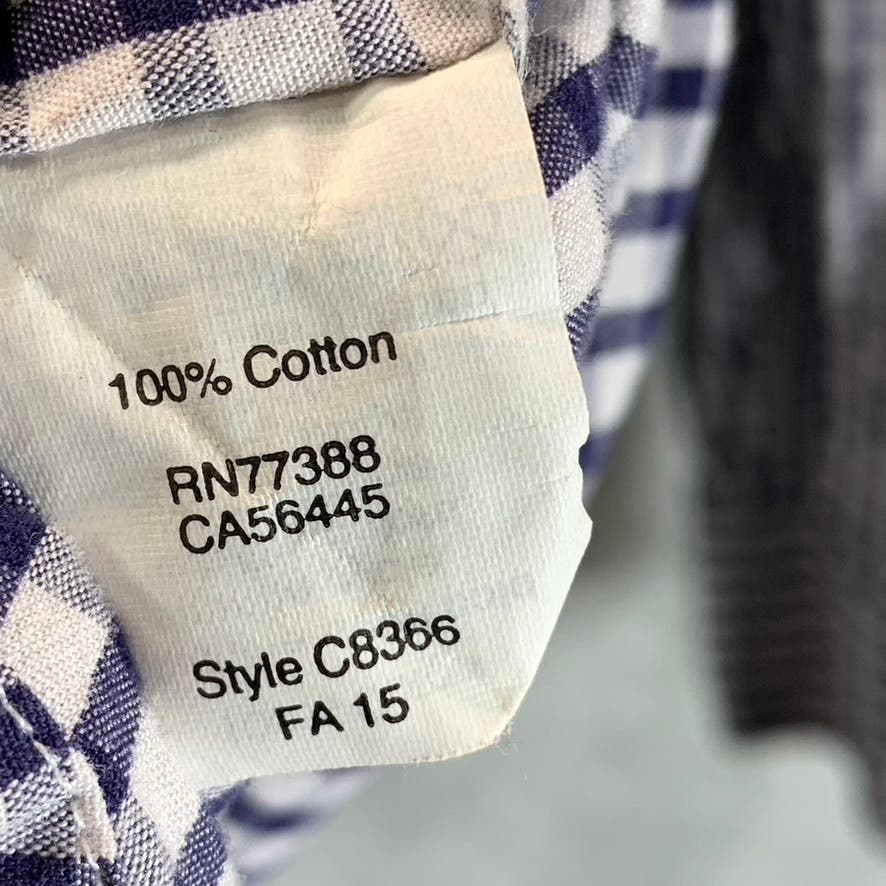 100% Cotton
RN77388
CA56445
Style C8366
FA 15